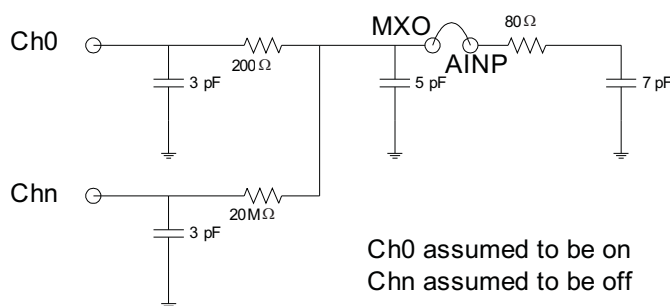 Ch0
3 pF
200Ω
MXO
5 pF
AINP
80Ω
7 pF
Chn
3 pF
20MΩ
Ch0 assumed to be on
Chn assumed to be off